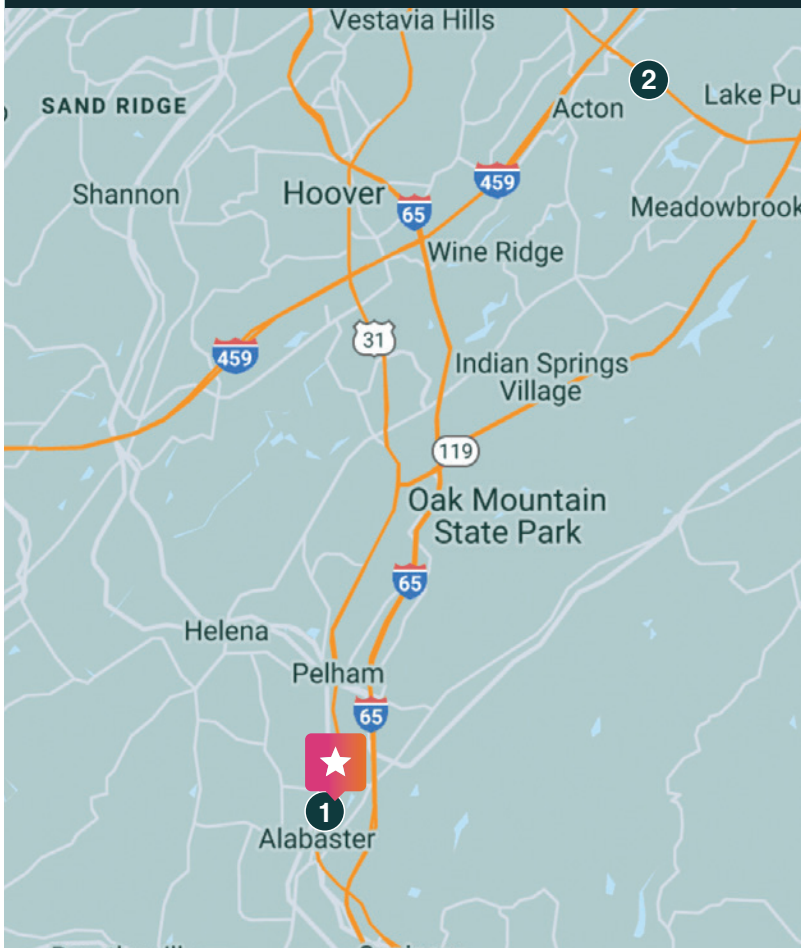 Vestavia Hills
2
SAND RIDGE
Acton
Lake Pu
Shannon
Hoover
459
65
Meadowbrook
Wine Ridge
31
459
Indian Springs
Village
119
Oak Mountain
State Park
65
Helena
Pelham
65
1
Alabaster